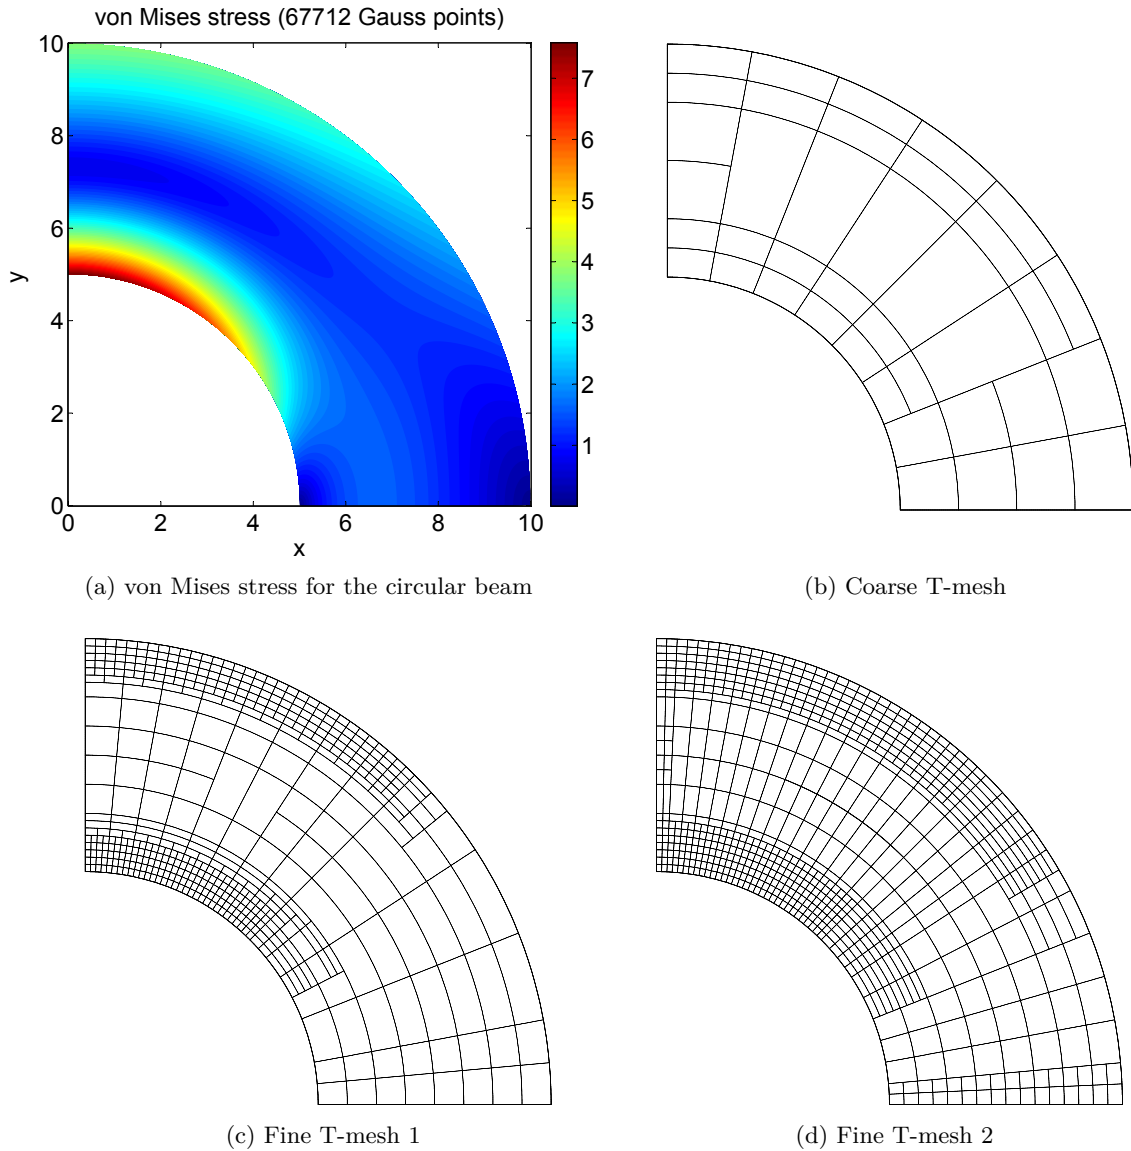 von Mises stress (67712 Gauss points)
10
8
6
4
2
0
y
0 2 4 6 8 10
x
7
6
5
4
3
2
1
(a) von Mises stress for the circular beam
(b) Coarse T-mesh
(c) Fine T-mesh 1
(d) Fine T-mesh 2